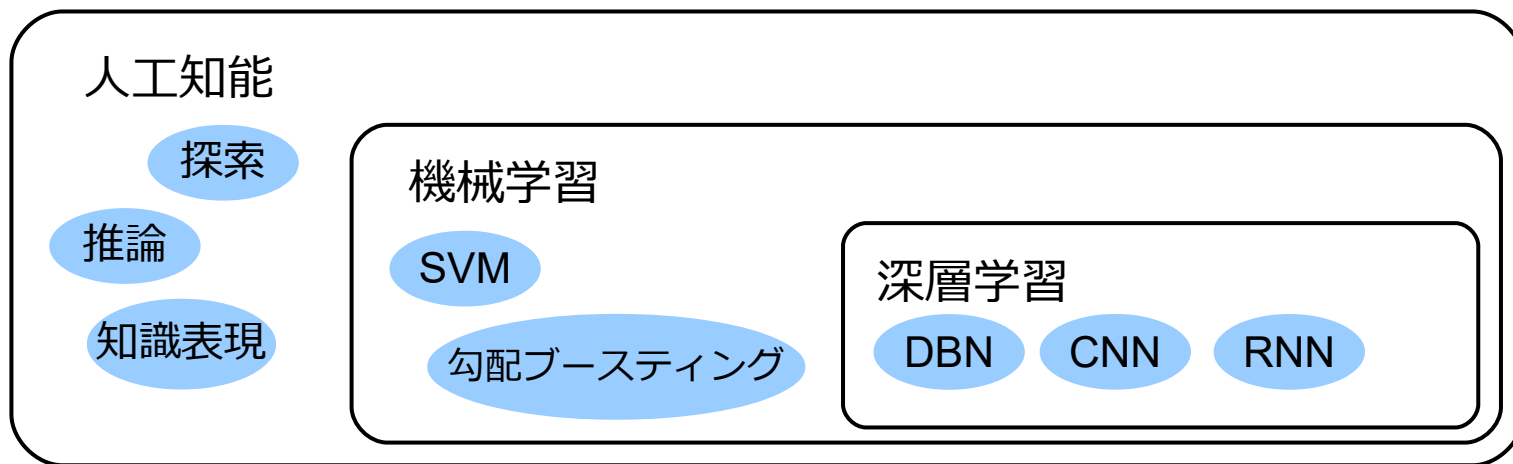 人工知能
探索
推論
知識表現
機械学習
SVM
勾配ブースティング
深層学習
DBN
CNN
RNN